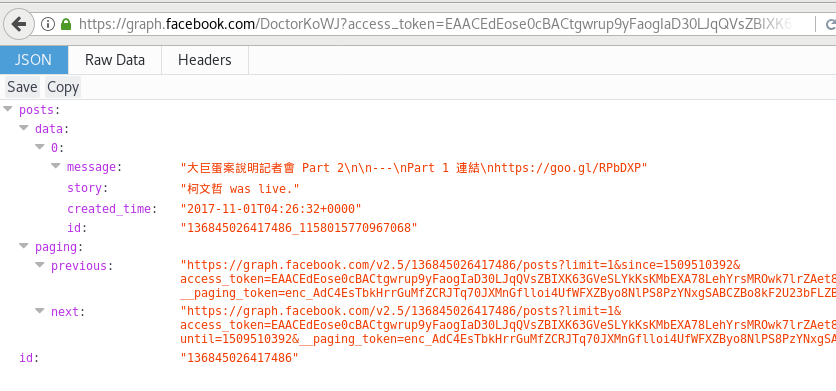 https://graph.facebook.com/DoctorKoWJ?access_token=EAACEdEose0cBACtgwrup9yFaogIaD30LJqQVsZBIXK6
JSON Raw Data Headers
Save Copy
posts:
data:
0:
message: "大巨蛋案說明記者會 Part 2\n\n---\nPart 1 連結\nhttps://goo.gl/RPbDXP"
story: "柯文哲 was live."
created_time: "2017-11-01T04:26:32+0000"
id: "136845026417486_1158015770967068"
paging:
previous: "https://graph.facebook.com/v2.5/136845026417486/posts?limit=1&since=1509510392&
access_token=EAACEdEose0cBACtgwrup9yFaogIaD30LJqQVsZBIXK63GVeSLYkKsKMbEXA78LehYrsMROwk7lrZAet8
__paging_token=enc_AdC4EsTbkHrrGuMfZCRJTq70JXMnGflloi4UfWFXZByo8NlPS8PzYNxgSABCZBo8kF2U23bFLZE
next: "https://graph.facebook.com/v2.5/136845026417486/posts?limit=1&
access_token=EAACEdEose0cBACtgwrup9yFaogIaD30LJqQVsZBIXK63GVeSLYkKsKMbEXA78LehYrsMROwk7lrZAet8
until=1509510392&__paging_token=enc_AdC4EsTbkHrrGuMfZCRJTq70JXMnGflloi4UfWFXZByo8NlPS8PzYNxgSA
id: "136845026417486"